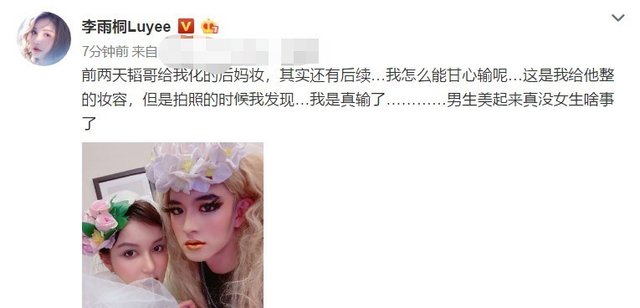 李雨桐Luyee
7分钟前 来自
前两天韬哥给我化的后妈妆，其实还有后续...我怎么能甘心输呢...这是我给他整
的妆容，但是拍照的时候我发现...我是真输了…………男生美起来真没女生啥事
了